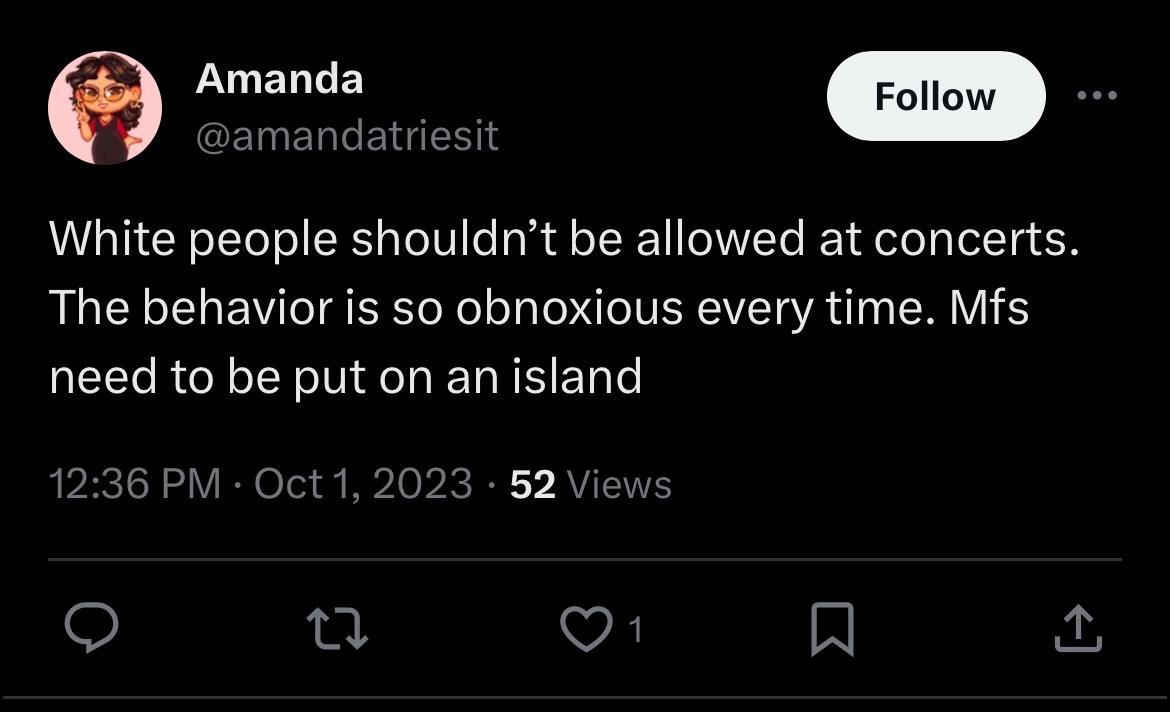 Amanda
@amandatriesit
Follow
White people shouldn’t be allowed at concerts.
The behavior is so obnoxious every time. Mfs
need to be put on an island
12:36 PM · Oct 1, 2023 · 52 Views
1